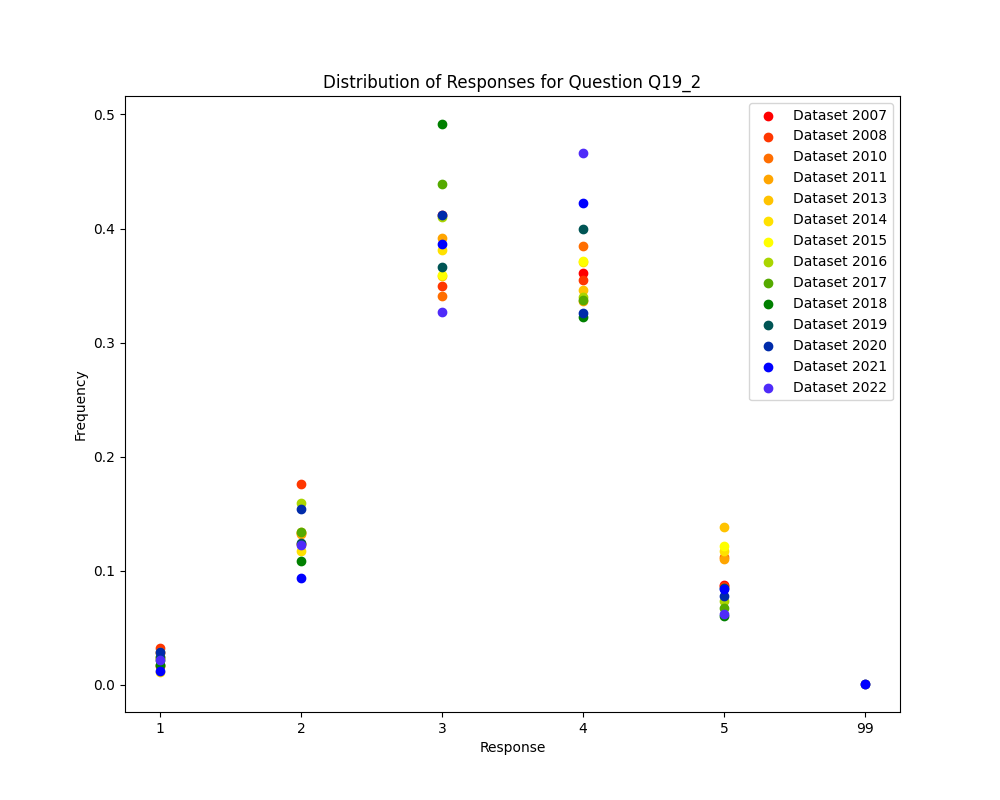 Distribution of Responses for Question Q19_2
0.5
0.4
0.3
0.2
0.1
0.0
Frequency
1 2 3 4 5 99
Response
Dataset 2007
Dataset 2008
Dataset 2010
Dataset 2011
Dataset 2013
Dataset 2014
Dataset 2015
Dataset 2016
Dataset 2017
Dataset 2018
Dataset 2019
Dataset 2020
Dataset 2021
Dataset 2022